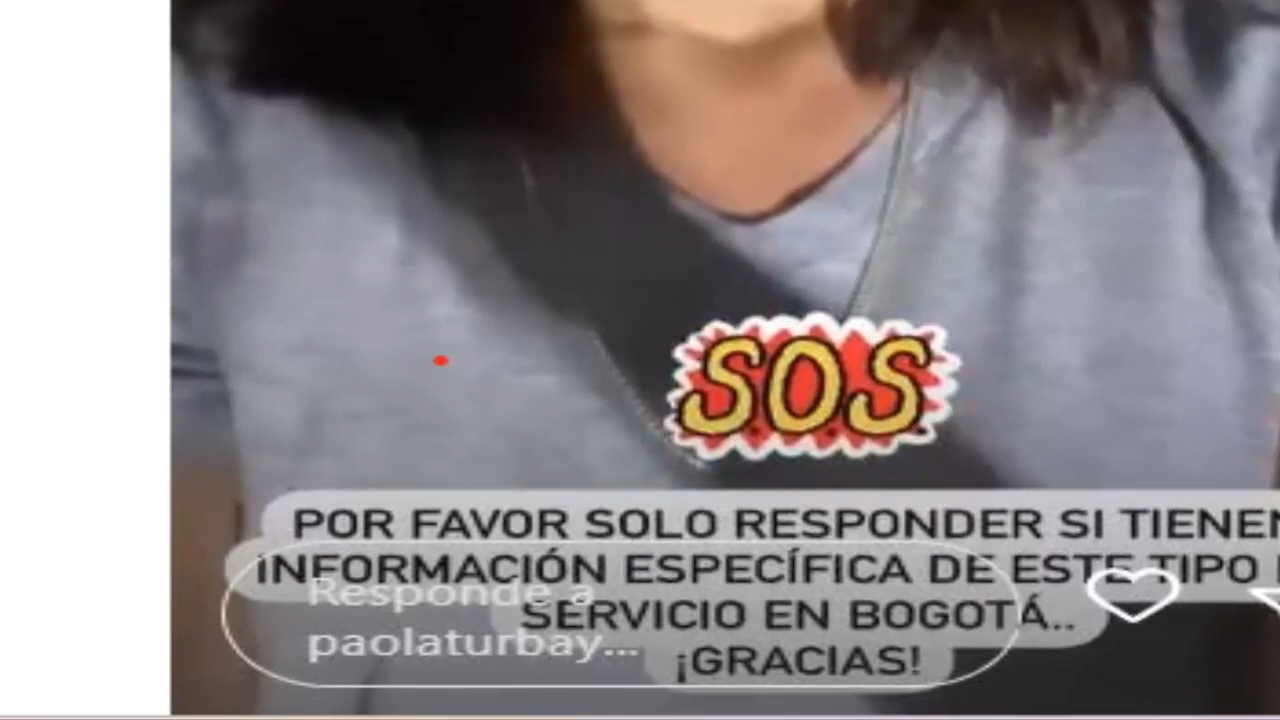 SOS
POR FAVOR SOLO RESPONDER SI TIENEN
INFORMACIÓN ESPECÍFICA DE ESTE TIPO
SERVICIO EN BOGOTÁ..
¡GRACIAS!
Responde a
paolaturbay...